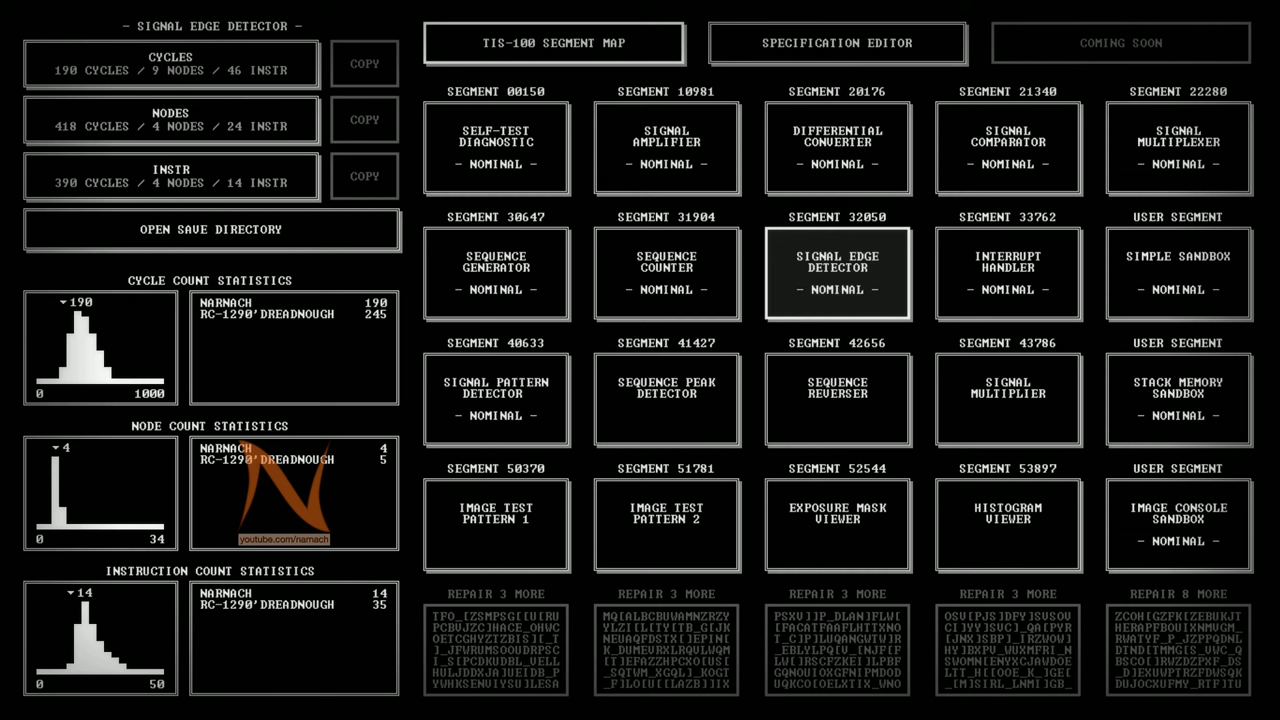 - SIGNAL EDGE DETECTOR -
CYCLES
190 CYCLES / 9 NODES / 46 INSTR
COPY
NODES
418 CYCLES / 4 NODES / 24 INSTR
COPY
INSTR
390 CYCLES / 4 NODES / 14 INSTR
COPY
OPEN SAVE DIRECTORY
CYCLE COUNT STATISTICS
190
0 1000
NARNACH 190
RC-1290'DREADNOUGH 245
NODE COUNT STATISTICS
4
0 34
NARNACH 4
RC-1290'DREADNOUGH 5
youtube.com/narnach
INSTRUCTION COUNT STATISTICS
14
0 50
NARNACH 14
RC-1290'DREADNOUGH 35
TIS-100 SEGMENT MAP
SPECIFICATION EDITOR
COMING SOON
SEGMENT 00150
SELF-TEST
DIAGNOSTIC
- NOMINAL -
SEGMENT 10981
SIGNAL
AMPLIFIER
- NOMINAL -
SEGMENT 20176
DIFFERENTIAL
CONVERTER
- NOMINAL -
SEGMENT 21340
SIGNAL
COMPARATOR
- NOMINAL -
SEGMENT 22280
SIGNAL
MULTIPLEXER
- NOMINAL -
SEGMENT 30647
SEQUENCE
GENERATOR
- NOMINAL -
SEGMENT 31904
SEQUENCE
COUNTER
- NOMINAL -
SEGMENT 32050
SIGNAL EDGE
DETECTOR
- NOMINAL -
SEGMENT 33762
INTERRUPT
HANDLER
- NOMINAL -
USER SEGMENT
SIMPLE SANDBOX
- NOMINAL -
SEGMENT 40633
SIGNAL PATTERN
DETECTOR
- NOMINAL -
SEGMENT 41427
SEQUENCE PEAK
DETECTOR
SEGMENT 42656
SEQUENCE
REVERSER
SEGMENT 43786
SIGNAL
MULTIPLIER
USER SEGMENT
STACK MEMORY
SANDBOX
- NOMINAL -
SEGMENT 50370
IMAGE TEST
PATTERN 1
SEGMENT 51781
IMAGE TEST
PATTERN 2
SEGMENT 52544
EXPOSURE MASK
VIEWER
SEGMENT 53897
HISTOGRAM
VIEWER
USER SEGMENT
IMAGE CONSOLE
SANDBOX
- NOMINAL -
REPAIR 3 MORE
REPAIR 3 MORE
REPAIR 3 MORE
REPAIR 3 MORE
REPAIR 8 MORE